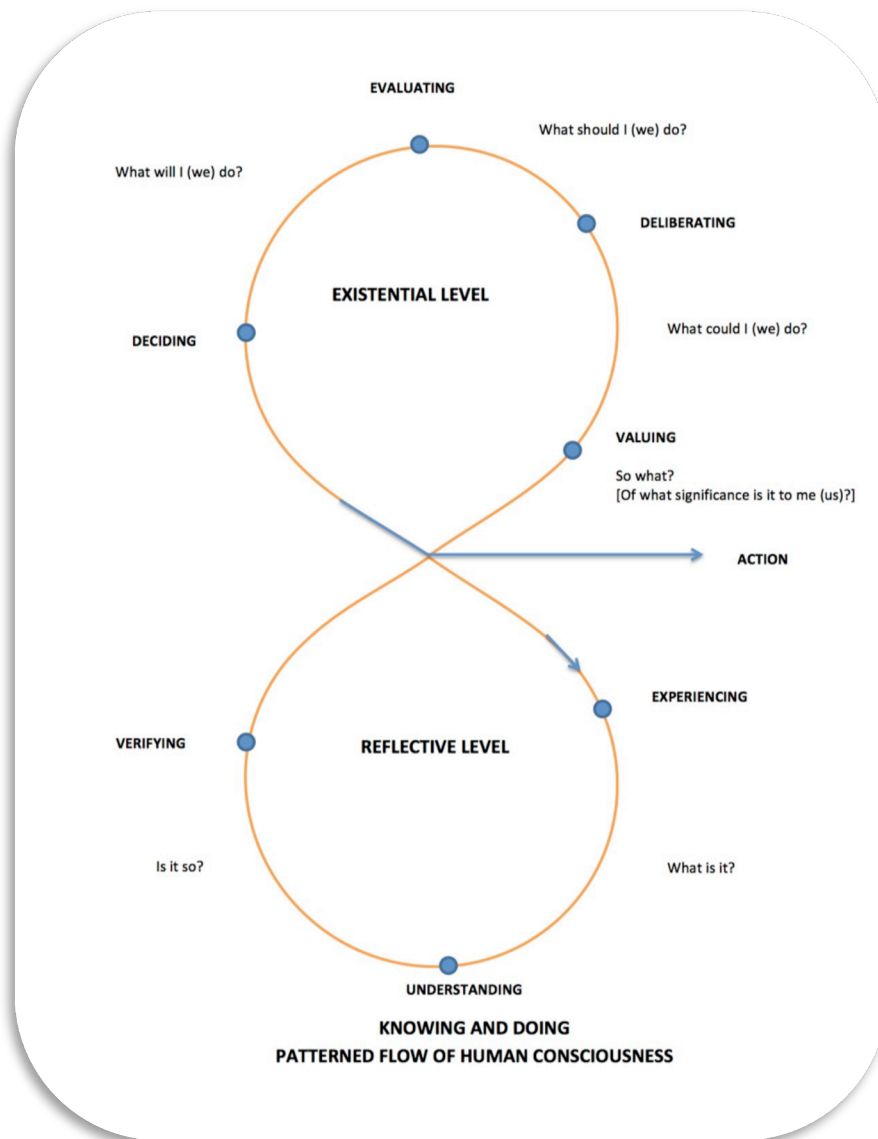 EVALUATING
What should I (we) do?
What will I (we) do?
DELIBERATING
EXISTENTIAL LEVEL
What could I (we) do?
DECIDING
VALUING
So what?
[Of what significance is it to me (us)?]
ACTION
EXPERIENCING
VERIFYING
REFLECTIVE LEVEL
Is it so?
What is it?
UNDERSTANDING
KNOWING AND DOING
PATTERNED FLOW OF HUMAN CONSCIOUSNESS